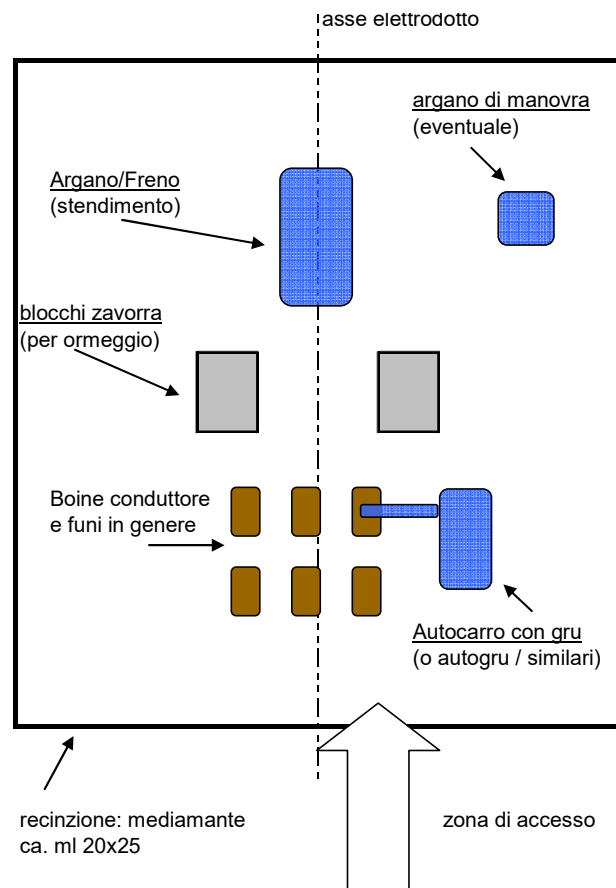 asse elettrodotto
argano di manovra
(eventuale)
Argano/Freno
(stendimento)
blocchi zavorra
(per ormeggio)
Boine conduttore
e funi in genere
Autocarro con gru
(o autogru / similari)
recinzione: mediamante
ca. ml 20x25
zona di accesso